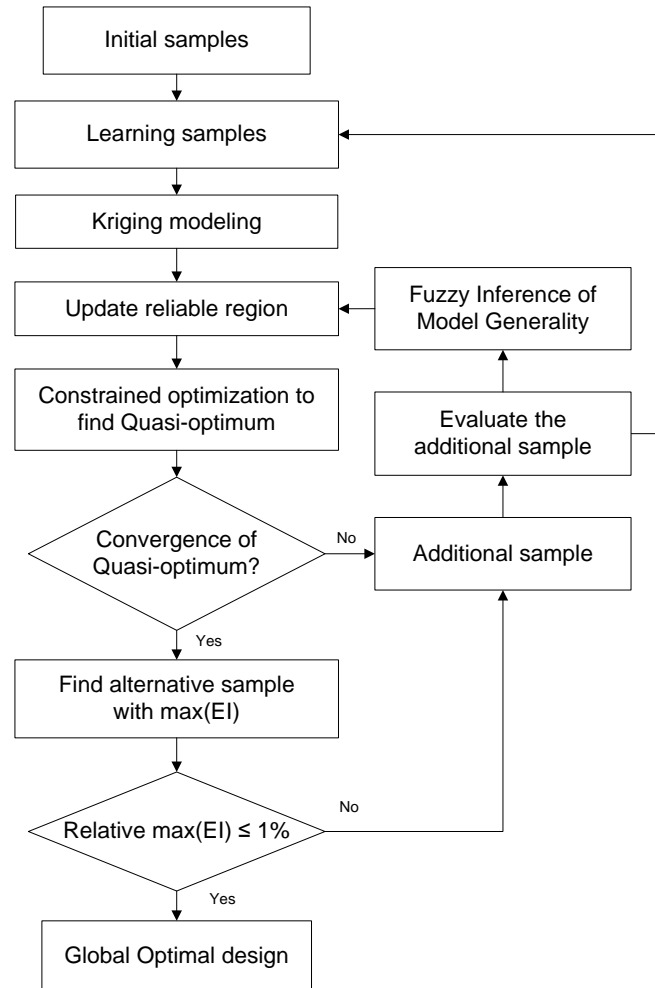 Initial samples
Learning samples
Kriging modeling
Update reliable region
Fuzzy Inference of
Model Generality
Constrained optimization to
find Quasi-optimum
Evaluate the
additional sample
Convergence of
Quasi-optimum?
No
Additional sample
Yes
Find alternative sample
with max(EI)
Relative max(EI) ≤ 1%
No
Yes
Global Optimal design